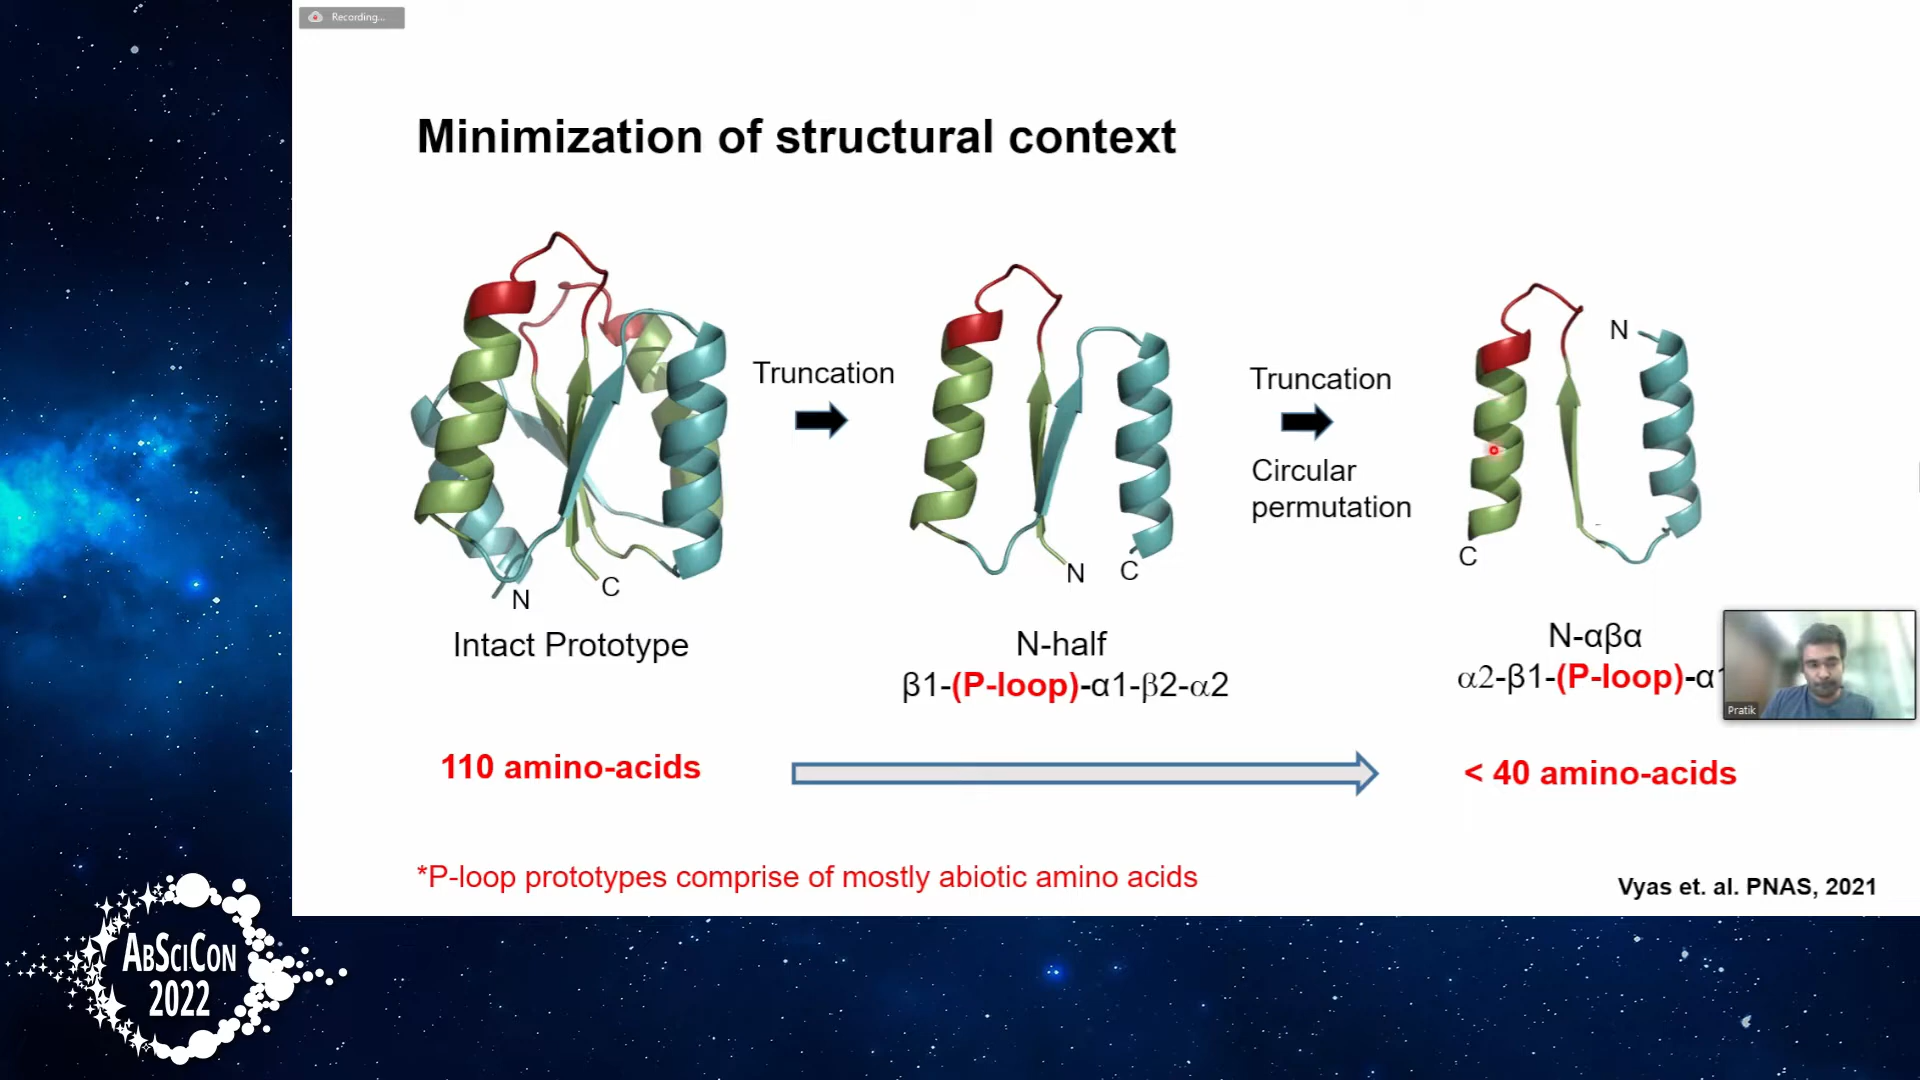 Recording...
Minimization of structural context
Truncation
Truncation
Circular
permutation
N
C
N
C
N
C
Intact Prototype
N-half
β1-(P-loop)-α1-β2-α2
N-αβα
α2-β1-(P-loop)-α1
Pratik
110 amino-acids
< 40 amino-acids
*P-loop prototypes comprise of mostly abiotic amino acids
Vyas et. al. PNAS, 2021
ABSCICON
2022